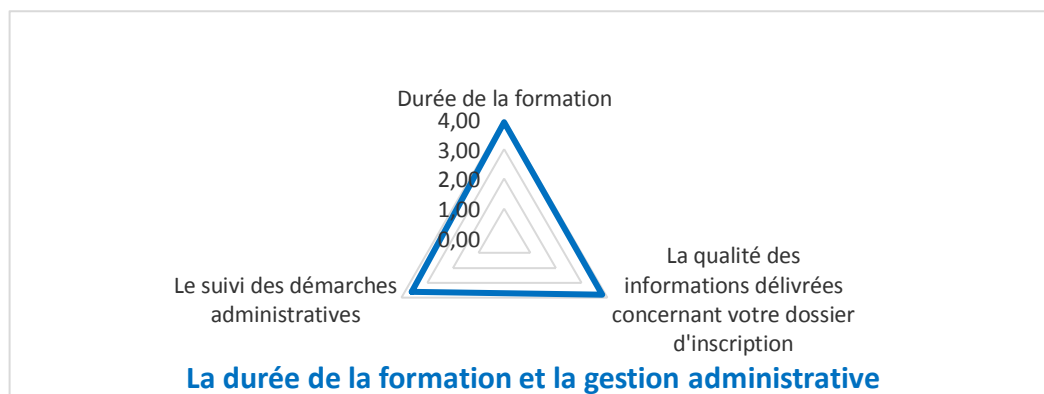 Durée de la formation
4,00
3,00
2,00
1,00
0,00
La qualité des
informations délivrées
concernant votre dossier
d'inscription
Le suivi des démarches
administratives
La durée de la formation et la gestion administrative